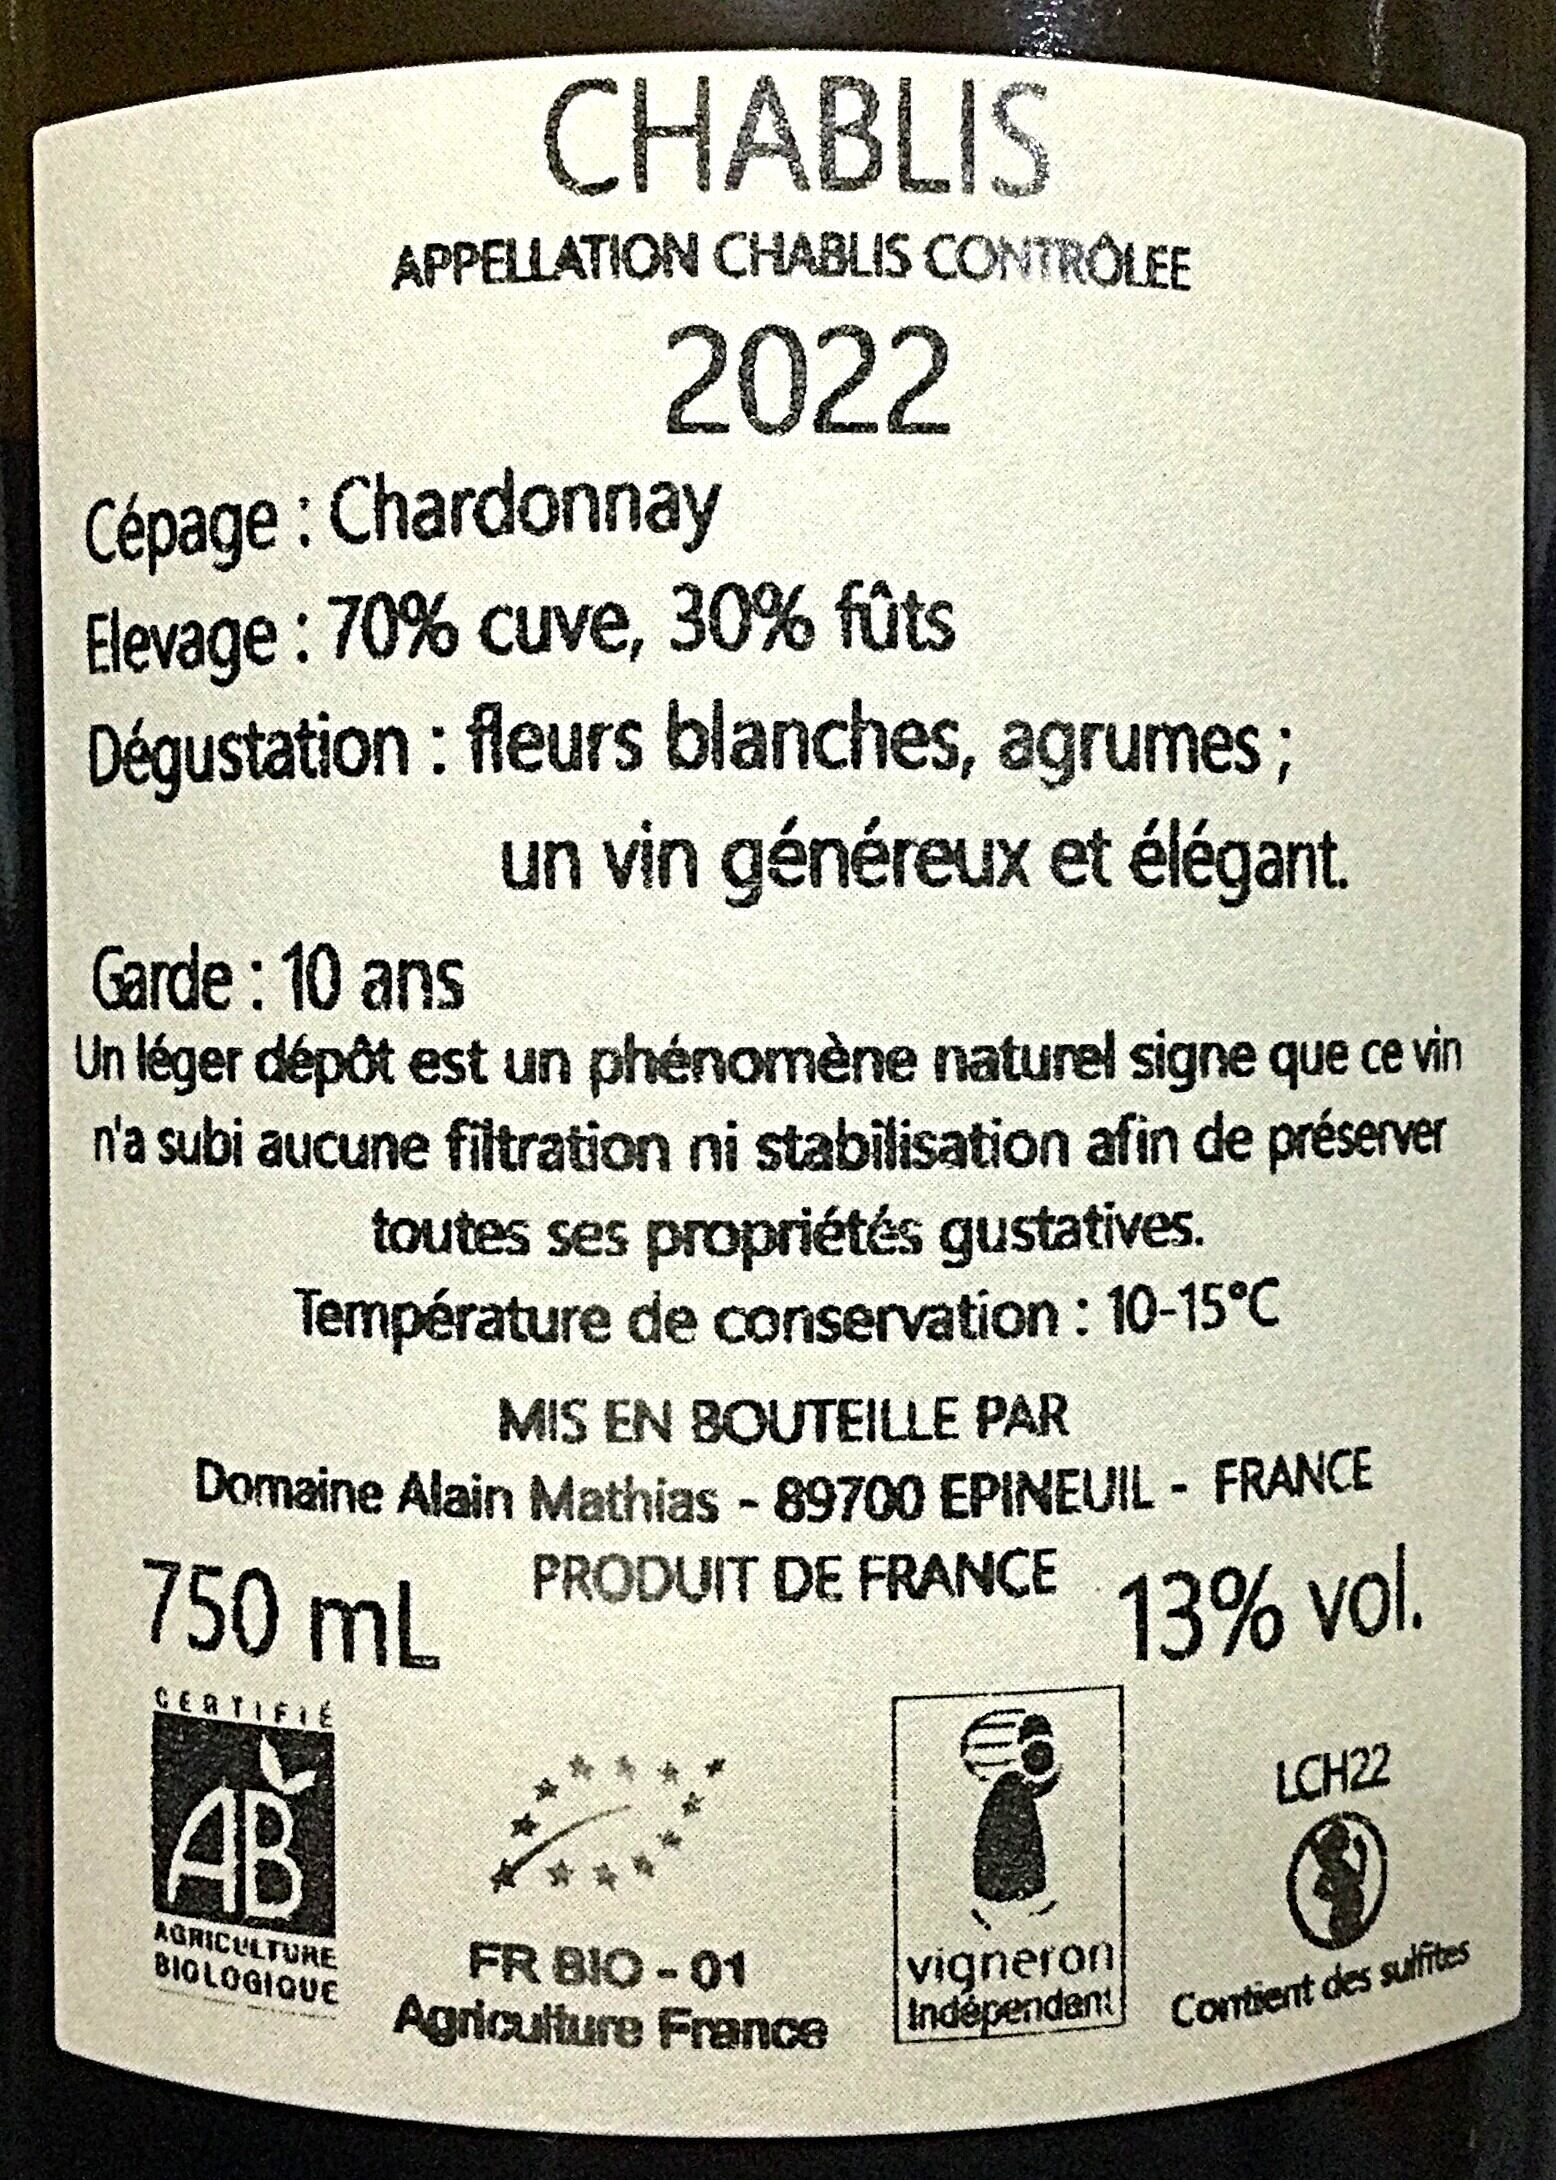 CHABLIS
APPELLATION CHABLIS CONTRÔLEE
2022
Cépage : Chardonnay
Elevage : 70% cuve, 30% fûts
Dégustation : fleurs blanches, agrumes ;
un vin généreux et élégant.
Garde : 10 ans
Un léger dépôt est un phénomène naturel signe que ce vin
n'a subi aucune filtration ni stabilisation afin de préserver
toutes ses propriétés gustatives.
Température de conservation : 10-15°C
MIS EN BOUTEILLE PAR
Domaine Alain Mathias - 89700 EPINEUIL - FRANCE
PRODUIT DE FRANCE
750 mL
13% vol.
CERTIFIÉ
AB
AGRICULTURE
BIOLOGIQUE
FR BIO - 01
Agriculture France
vigneron
Indépendant
LCH22
Contient des sulfites